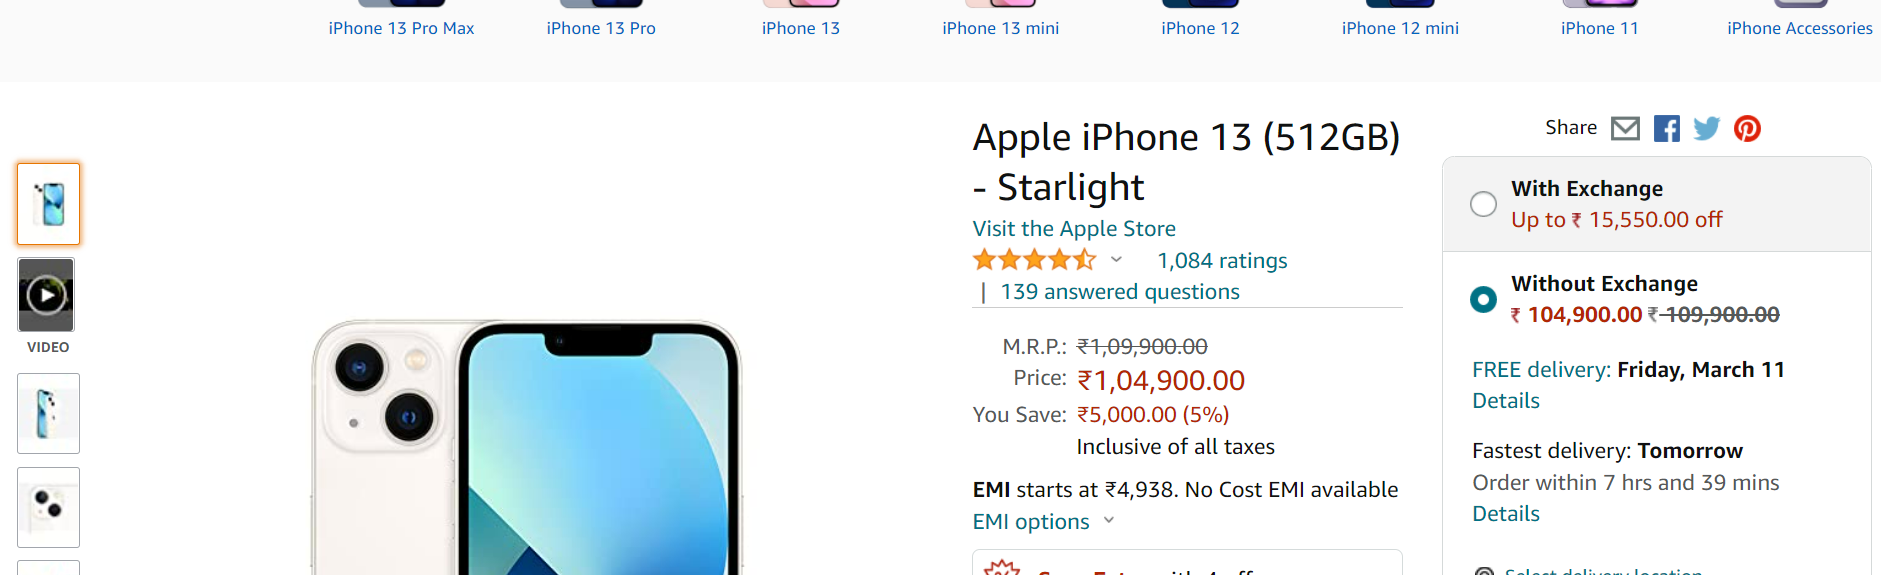 iPhone 13 Pro Max
iPhone 13 Pro
iPhone 13
iPhone 13 mini
iPhone 12
iPhone 12 mini
iPhone 11
iPhone Accessories
VIDEO
Apple iPhone 13 (512GB)
- Starlight
Visit the Apple Store
1,084 ratings
| 139 answered questions
M.R.P.: ₹1,09,900.00
Price: ₹1,04,900.00
You Save: ₹5,000.00 (5%)
Inclusive of all taxes
EMI starts at ₹4,938. No Cost EMI available
EMI options
Share
With Exchange
Up to ₹ 15,550.00 off
Without Exchange
₹ 104,900.00 ₹ 109,900.00
FREE delivery: Friday, March 11
Details
Fastest delivery: Tomorrow
Order within 7 hrs and 39 mins
Details
Select delivery location